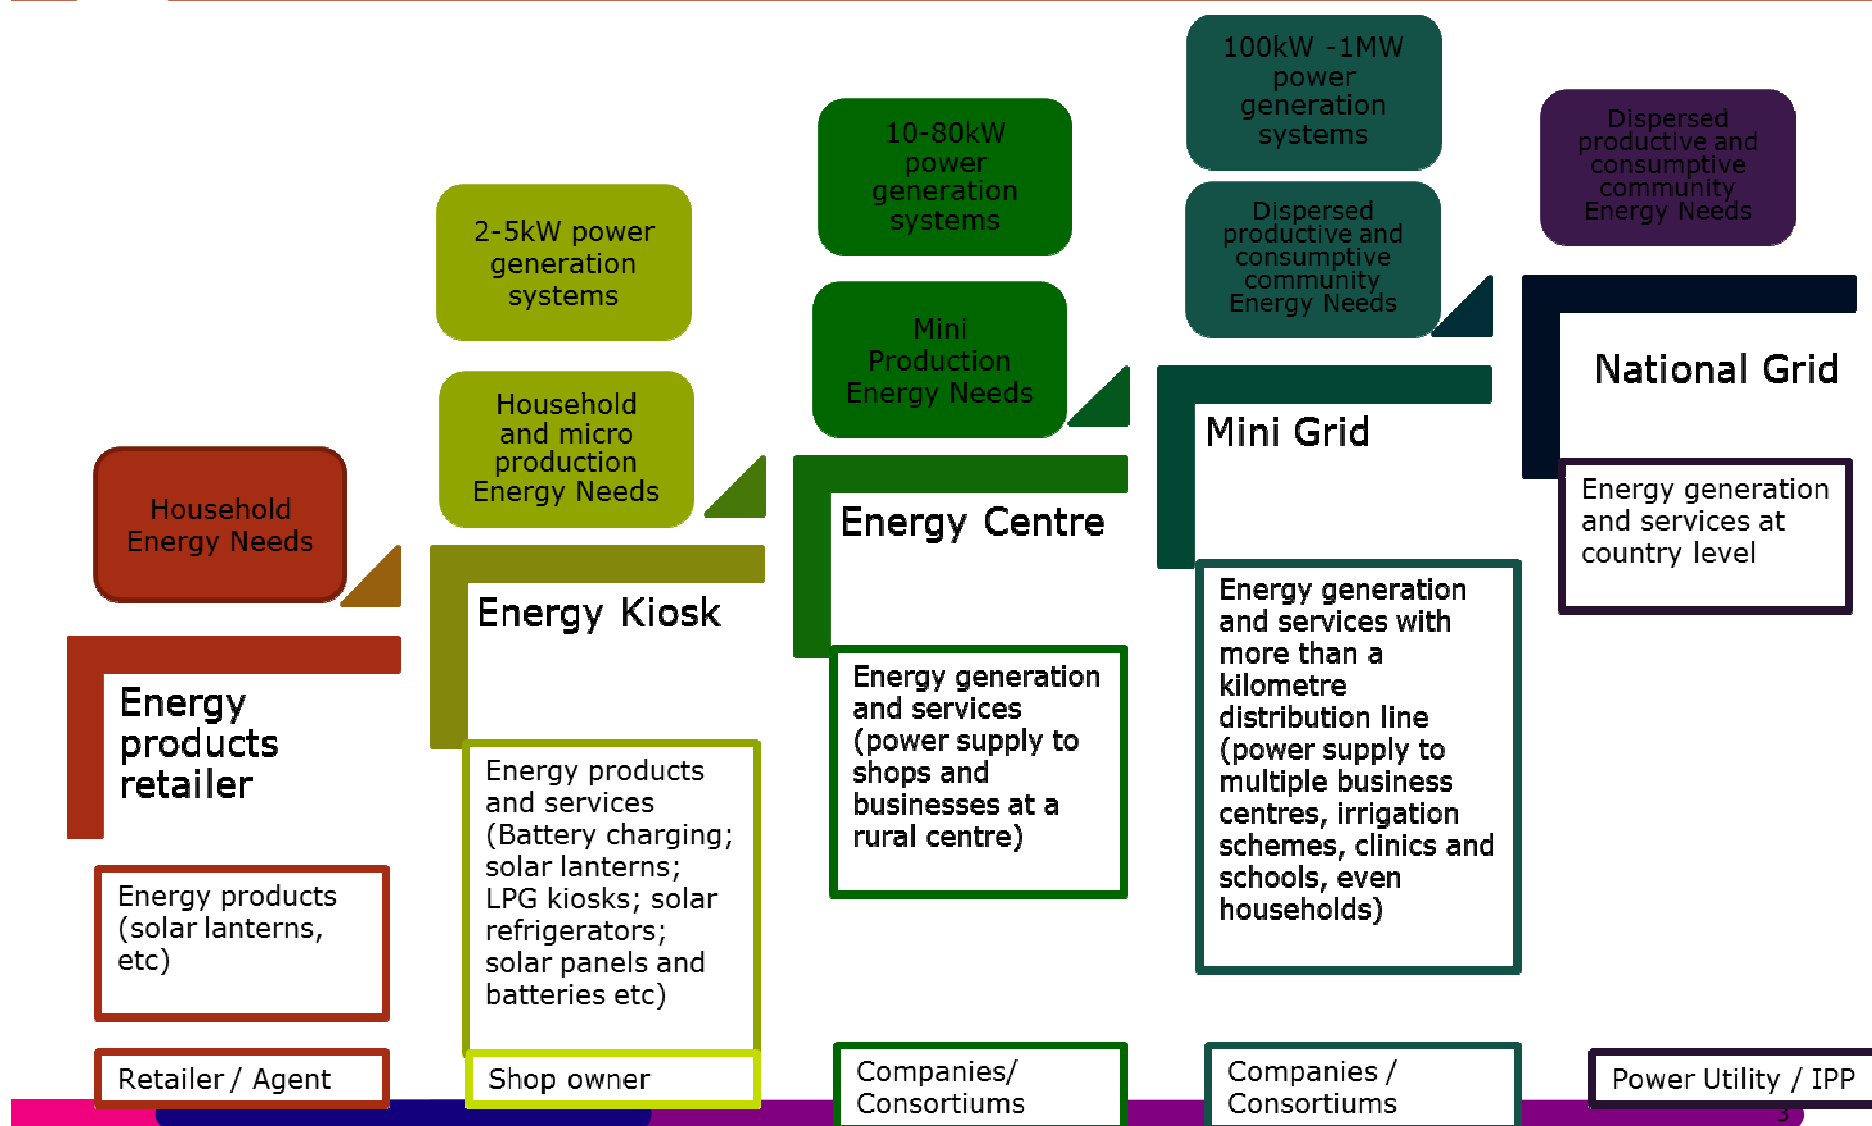 Household
Energy Needs
Energy
products
retailer
Energy products
(solar lanterns,
etc)
Retailer / Agent
2-5kW power
generation
systems
Household
and micro
production
Energy Needs
Energy Kiosk
Energy products
and services
(Battery charging;
solar lanterns;
LPG kiosks; solar
refrigerators;
solar panels and
batteries etc)
Shop owner
10-80kW
power
generation
systems
Mini
Production
Energy Needs
Energy Centre
Energy generation
and services
(power supply to
shops and
businesses at a
rural centre)
Companies/
Consortiums
100kW -1MW
power
generation
systems
Dispersed
productive and
consumptive
community
Energy Needs
Mini Grid
Energy generation
and services with
more than a
kilometre
distribution line
(power supply to
multiple business
centres, irrigation
schemes, clinics and
schools, even
households)
Companies /
Consortiums
Dispersed
productive and
consumptive
community
Energy Needs
National Grid
Energy generation
and services at
country level
Power Utility / IPP
3